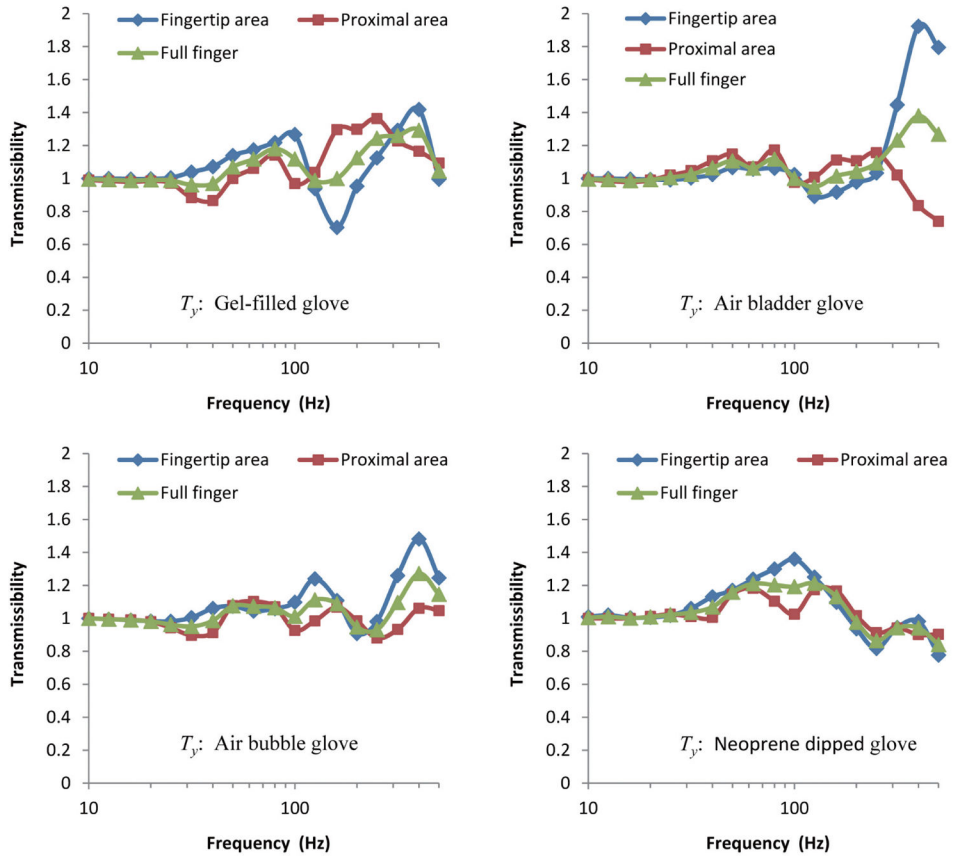 2
1.8
1.6
1.4
1.2
1
0.8
0.6
0.4
0.2
0
Transmissibility
Fingertip area
Proximal area
Full finger
Ty: Gel-filled glove
10
100
Frequency (Hz)
2
1.8
1.6
1.4
1.2
1
0.8
0.6
0.4
0.2
0
Transmissibility
Fingertip area
Proximal area
Full finger
Ty: Air bladder glove
10
100
Frequency (Hz)
2
1.8
1.6
1.4
1.2
1
0.8
0.6
0.4
0.2
0
Transmissibility
Fingertip area
Proximal area
Full finger
Ty: Air bubble glove
10
100
Frequency (Hz)
2
1.8
1.6
1.4
1.2
1
0.8
0.6
0.4
0.2
0
Transmissibility
Fingertip area
Proximal area
Full finger
Ty: Neoprene dipped glove
10
100
Frequency (Hz)